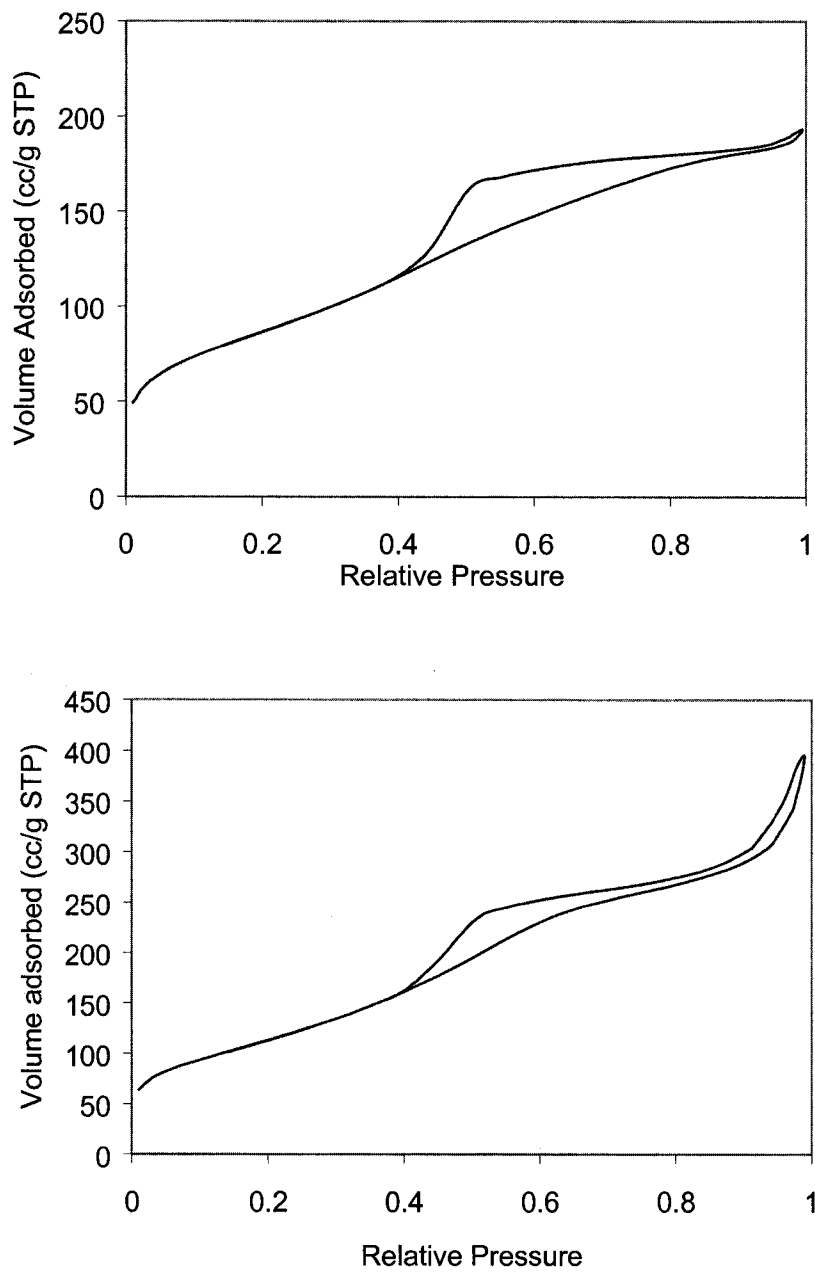 250
200
150
100
50
0
Volume Adsorbed (cc/g STP)
0 0.2 0.4 0.6 0.8 1
Relative Pressure
450
400
350
300
250
200
150
100
50
0
Volume adsorbed (cc/g STP)
0 0.2 0.4 0.6 0.8 1
Relative Pressure